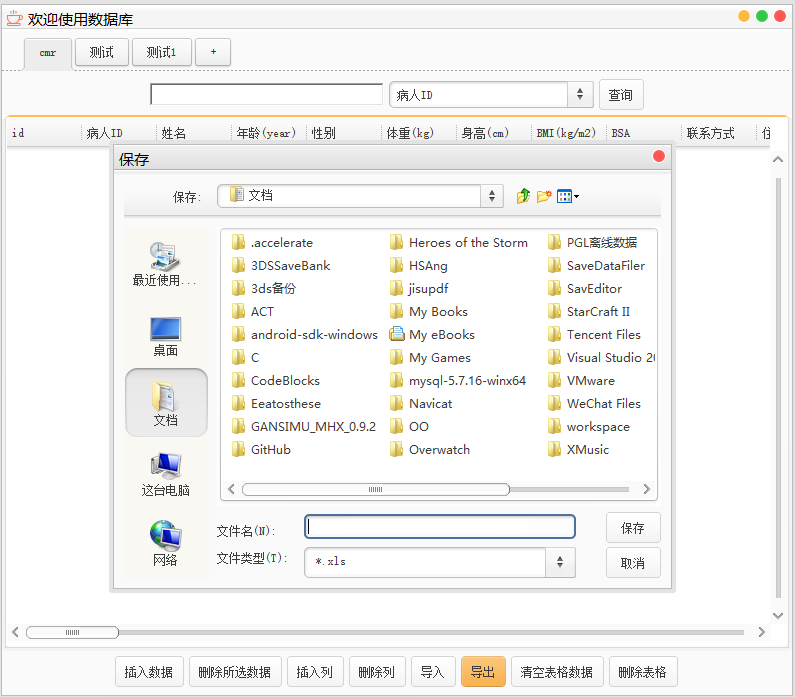 欢迎使用数据库
cmr 测试 测试1 +
病人ID 查询
id 病人ID 姓名 年龄(year) 性别 体重(kg) 身高(cm) BMI(kg/m2) BSA 联系方式
保存
保存: 文档
最近使用...
桌面
文档
这台电脑
网络
.accelerate Heroes of the Storm PGL离线数据
3DSSaveBank HSAng SaveDataFiler
3ds备份 jisupdf SavEditor
ACT My Books StarCraft II
android-sdk-windows My eBooks Tencent Files
C My Games Visual Studio 20
CodeBlocks mysql-5.7.16-winx64 VMware
Eeatosthese Navicat WeChat Files
GANSIMU_MHX_0.9.2 OO workspace
GitHub Overwatch XMusic
文件名(N): 保存
文件类型(T): *.xls 取消
插入数据 删除所选数据 插入列 删除列 导入 导出 清空表格数据 删除表格